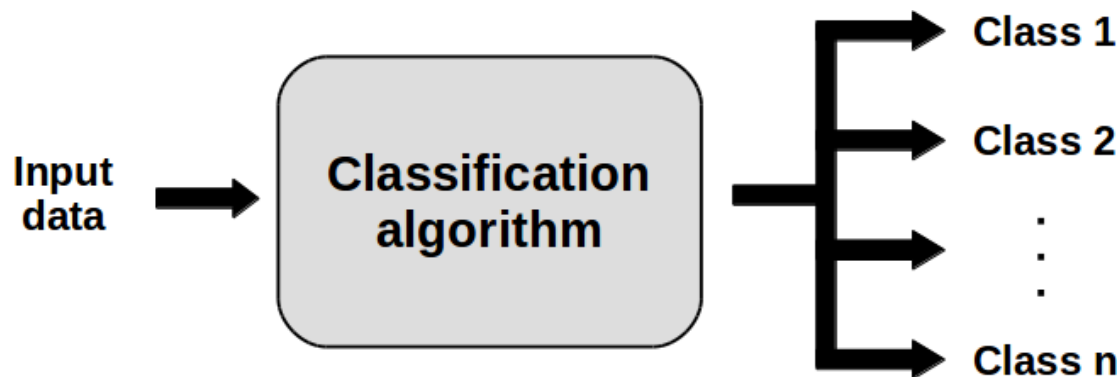 Input
data
Classification
algorithm
Class 1
Class 2
.
.
.
Class n